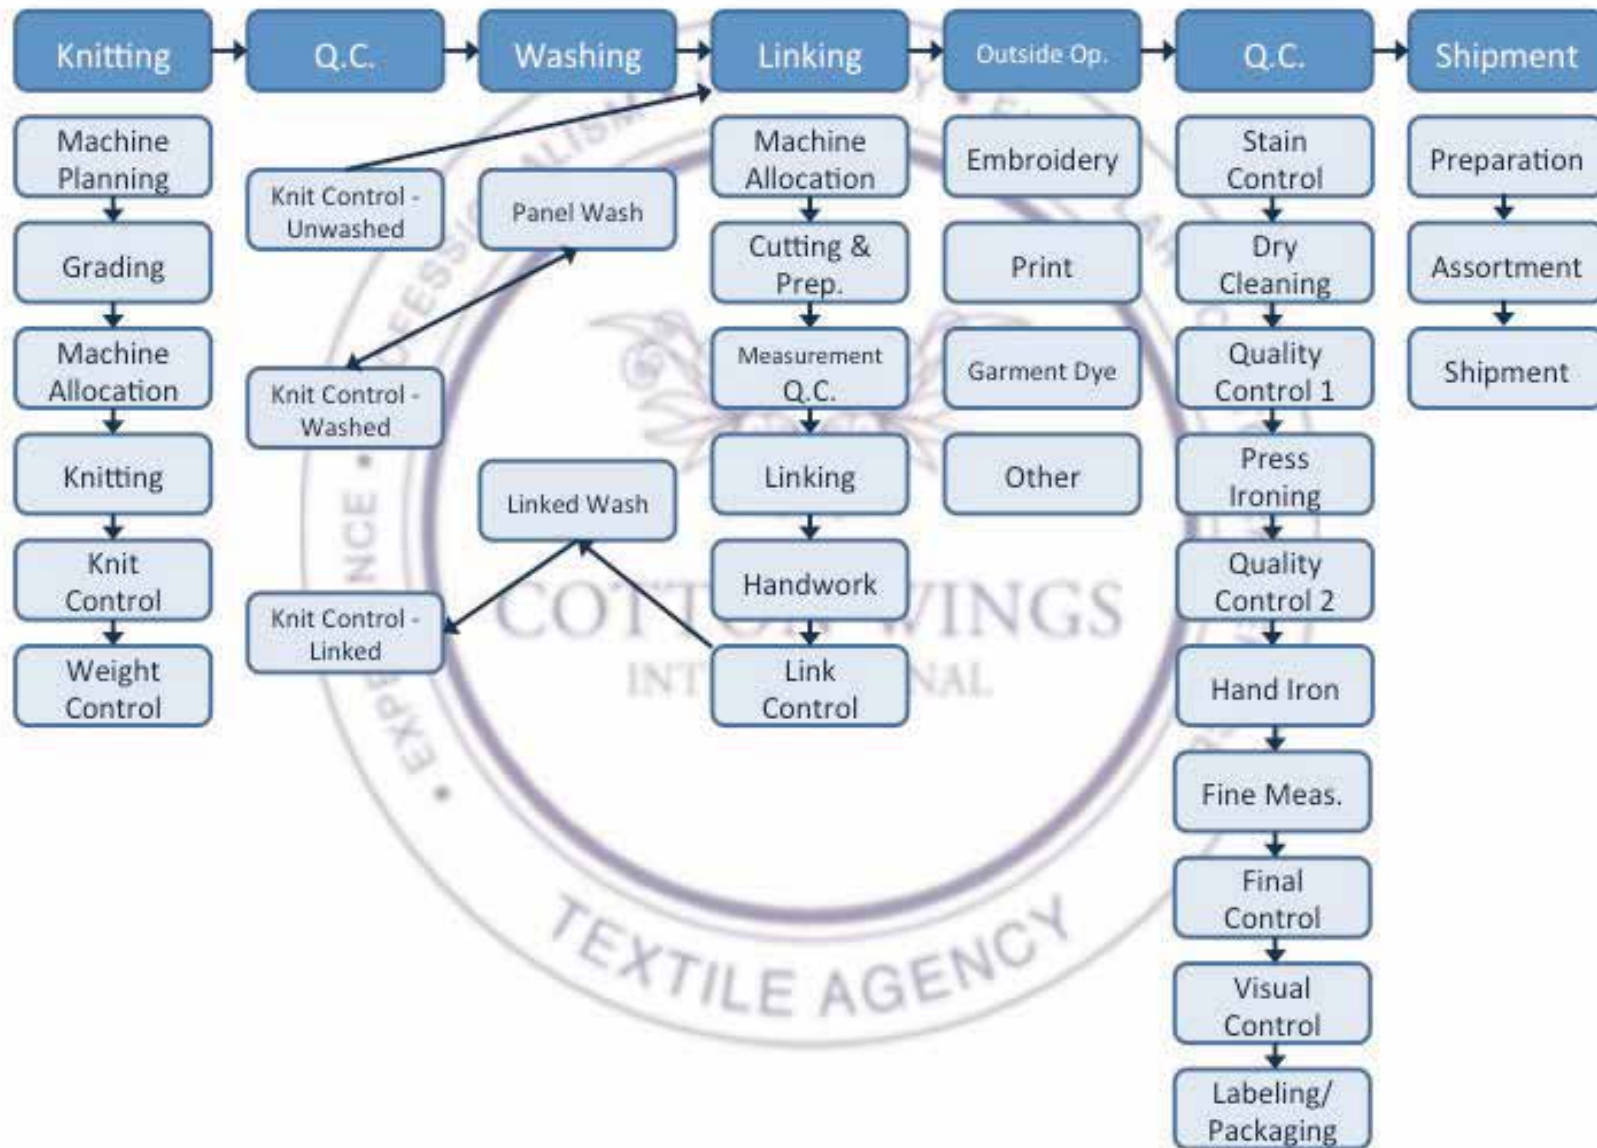 Knitting
Q.C.
Washing
Linking
Outside Op.
Q.C.
Shipment
Machine
Planning
Grading
Machine
Allocation
Knitting
Knit
Control
Weight
Control
Knit Control -
Unwashed
Knit Control -
Washed
Knit Control -
Linked
Panel Wash
Linked Wash
Machine
Allocation
Cutting &
Prep.
Measurement
Q.C.
Linking
Handwork
Link
Control
Embroidery
Print
Garment Dye
Other
Stain
Control
Dry
Cleaning
Quality
Control 1
Press
Ironing
Quality
Control 2
Hand Iron
Fine Meas.
Final
Control
Visual
Control
Labeling/
Packaging
Preparation
Assortment
Shipment
TEXTILE AGENCY